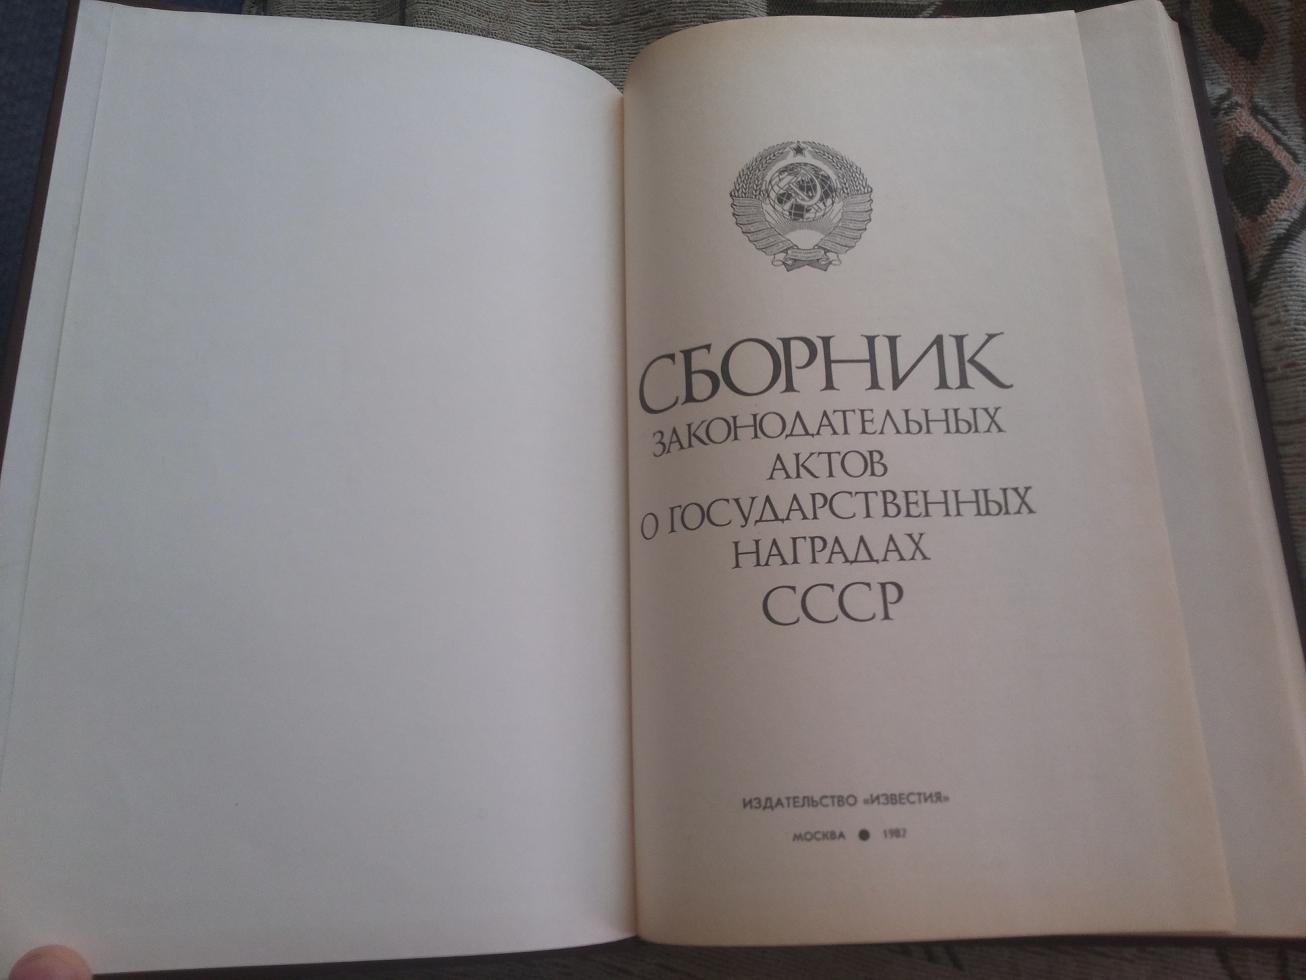 СБОРНИК
ЗАКОНОДАТЕЛЬНЫХ
АКТОВ
О ГОСУДАРСТВЕННЫХ
НАГРАДАХ
СССР
ИЗДАТЕЛЬСТВО «ИЗВЕСТИЯ»
МОСКВА ● 1987